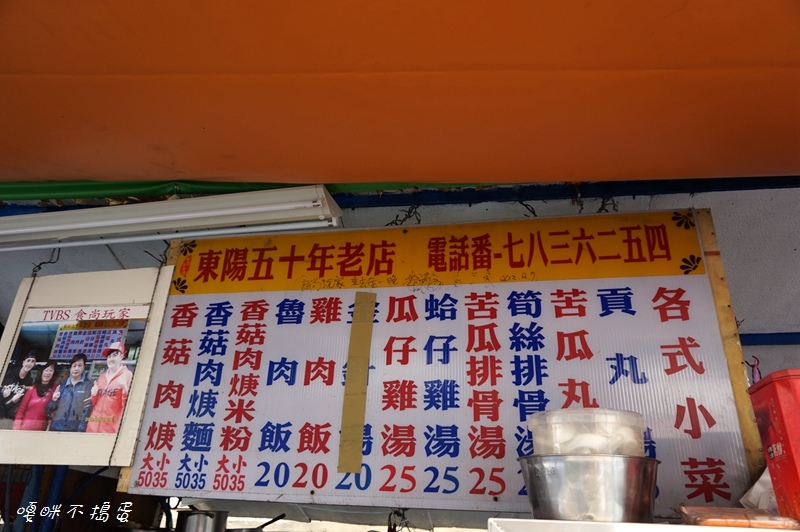 東陽五十年老店 電話番-七八三六二五四
TVBS 食尚玩家
香菇肉焿 大小 5035
香菇肉焿麵 大小 5035
香菇肉焿米粉 大小 5035
魯肉飯 20
雞肉飯 20
湯 20
瓜仔雞湯 25
蛤仔雞湯 25
苦瓜排骨湯 25
筍絲排骨湯
苦瓜丸
貢丸
各式小菜
嘎咪不搗蛋